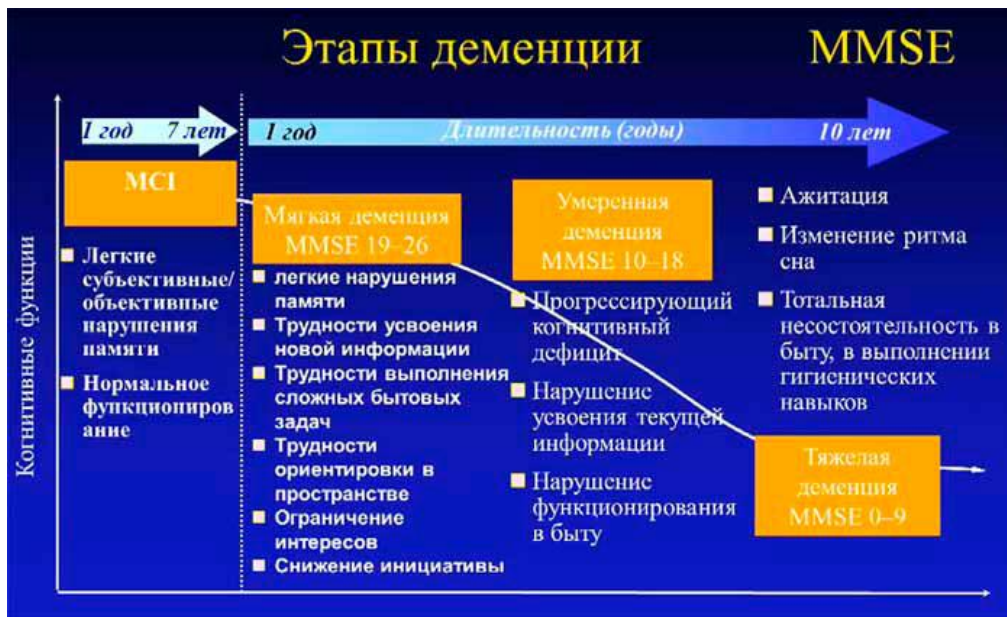 Этапы деменции
MMSE
1 год
7 лет
1 год
Длительность (годы)
10 лет
Когнитивные функции
MCI
■ Легкие
субъективные/
объективные
нарушения
памяти
■ Нормальное
функциониров
ание
Мягкая деменция
MMSE 19–26
■ легкие нарушения
памяти
■ Трудности усвоения
новой информации
■ Трудности выполнения
сложных бытовых
задач
■ Трудности
ориентировки в
пространстве
■ Ограничение
интересов
■ Снижение инициативы
Умеренная
деменция
MMSE 10–18
■ Прогрессирующий
когнитивный
дефицит
■ Нарушение
усвоения текущей
информации
■ Нарушение
функционирования
в быту
■ Ажитация
■ Изменение ритма
сна
■ Тотальная
несостоятельность в
быту, в выполнении
гигиенических
навыков
Тяжелая
деменция
MMSE 0–9